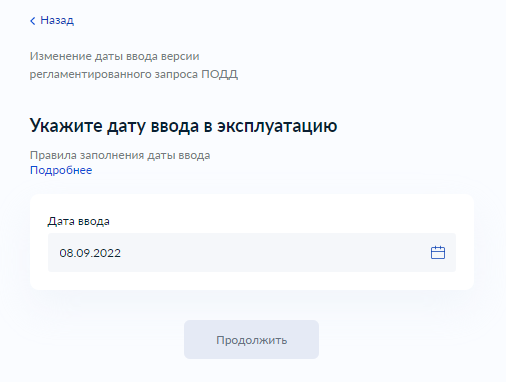 Назад
Изменение даты ввода версии
регламентированного запроса ПОДД
Укажите дату ввода в эксплуатацию
Правила заполнения даты ввода
Подробнее
Дата ввода
08.09.2022
Продолжить